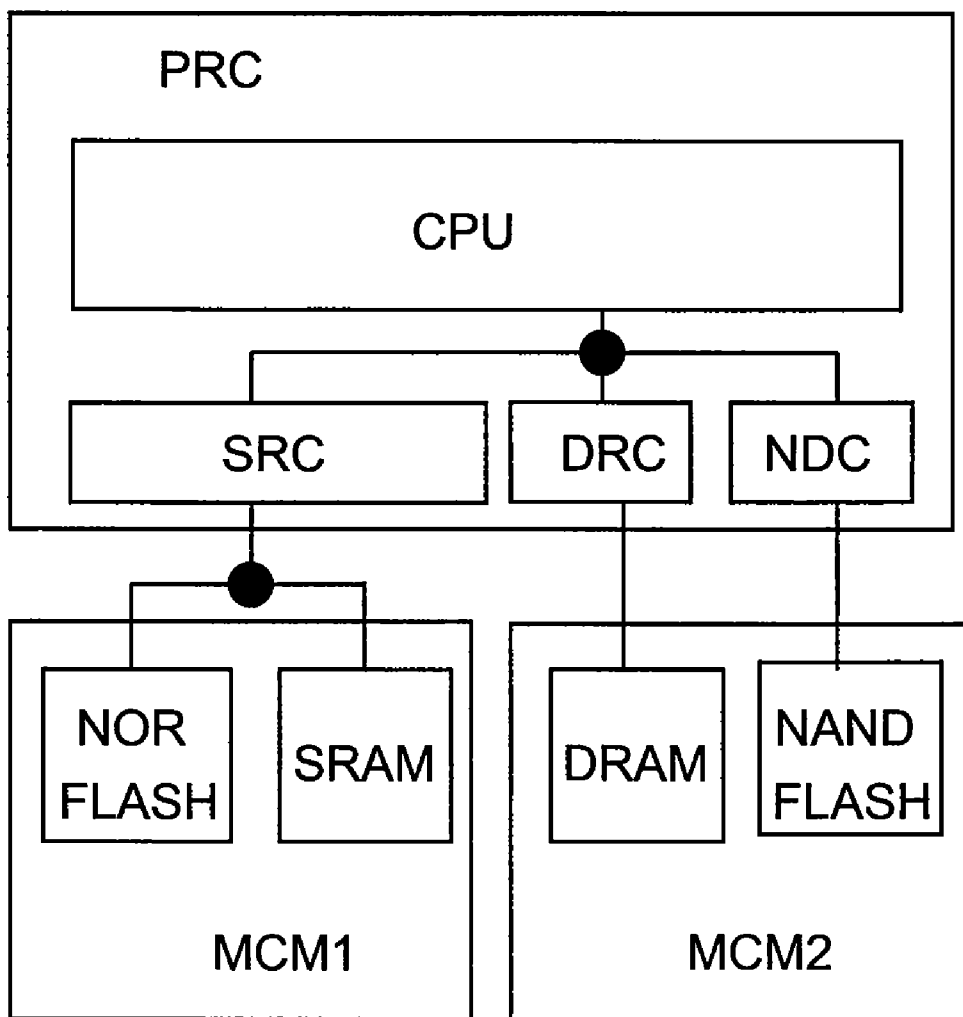 PRC
CPU
SRC
DRC
NDC
NOR
FLASH
SRAM
DRAM
NAND
FLASH
MCM1
MCM2